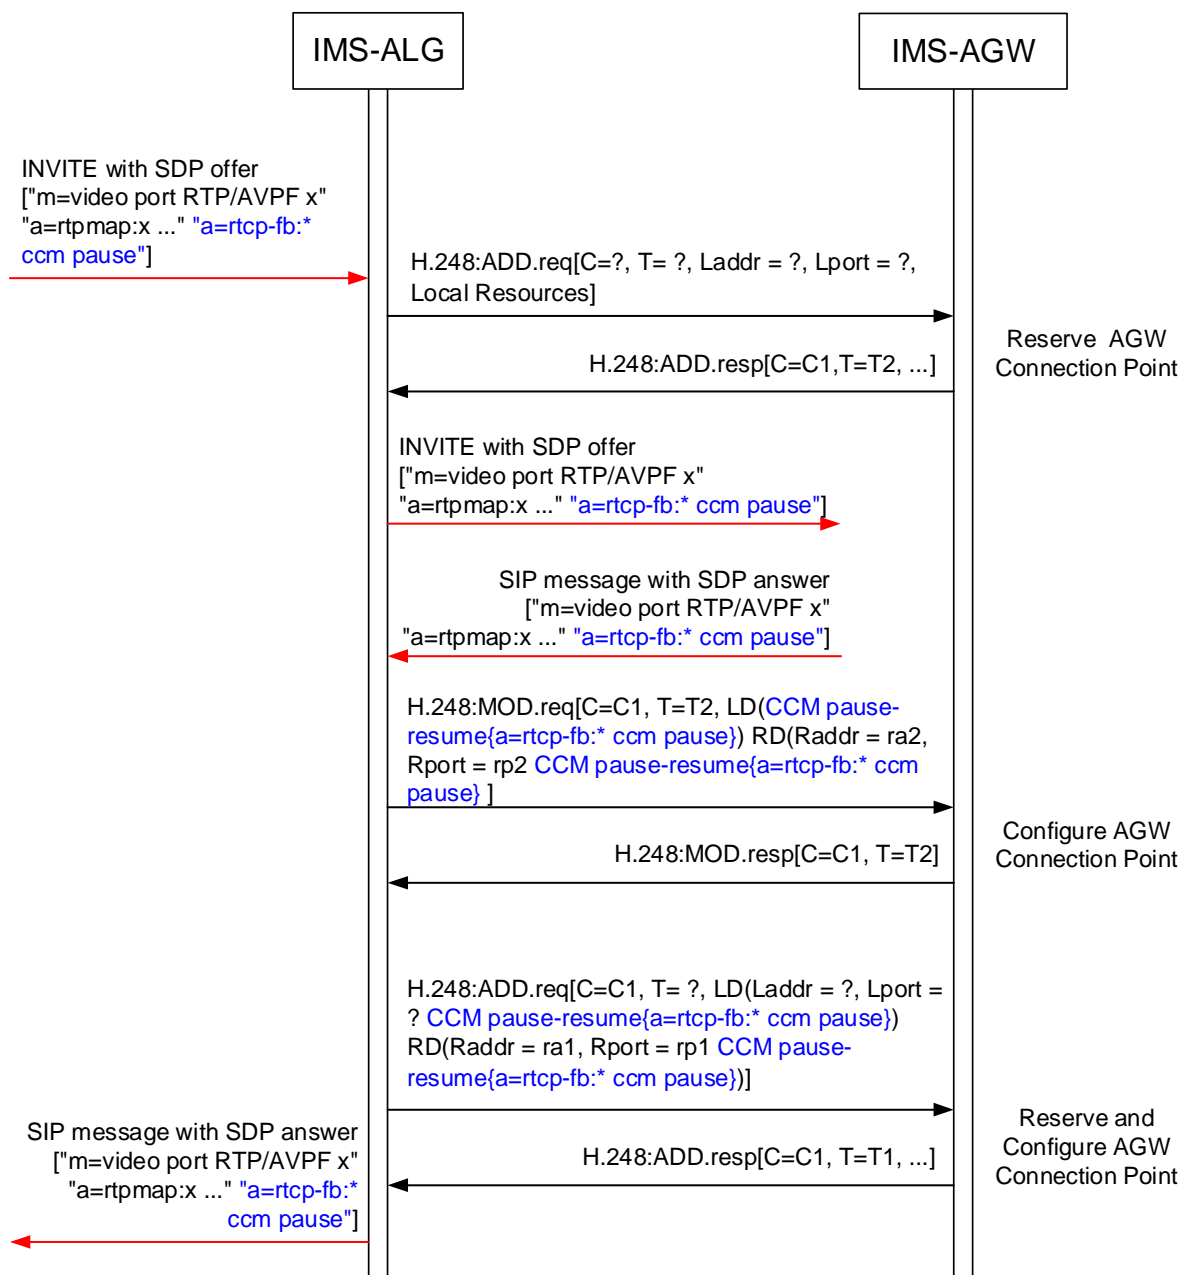 IMS-ALG
IMS-AGW
INVITE with SDP offer
["m=video port RTP/AVPF x"
"a=rtpmap:x ..." "a=rtcp-fb:*
ccm pause"]
H.248:ADD.req[C=?, T= ?, Laddr = ?, Lport = ?,
Local Resources]
Reserve AGW
Connection Point
H.248:ADD.resp[C=C1,T=T2, ...]
INVITE with SDP offer
["m=video port RTP/AVPF x"
"a=rtpmap:x ..." "a=rtcp-fb:* ccm pause"]
SIP message with SDP answer
["m=video port RTP/AVPF x"
"a=rtpmap:x ..." "a=rtcp-fb:* ccm pause"]
H.248:MOD.req[C=C1, T=T2, LD(CCM pause-
resume{a=rtcp-fb:* ccm pause}) RD(Raddr = ra2,
Rport = rp2 CCM pause-resume{a=rtcp-fb:* ccm
pause} ]
Configure AGW
Connection Point
H.248:MOD.resp[C=C1, T=T2]
H.248:ADD.req[C=C1, T= ?, LD(Laddr = ?, Lport =
? CCM pause-resume{a=rtcp-fb:* ccm pause})
RD(Raddr = ra1, Rport = rp1 CCM pause-
resume{a=rtcp-fb:* ccm pause})]
Reserve and
Configure AGW
Connection Point
H.248:ADD.resp[C=C1, T=T1, ...]
SIP message with SDP answer
["m=video port RTP/AVPF x"
"a=rtpmap:x ..." "a=rtcp-fb:*
ccm pause"]